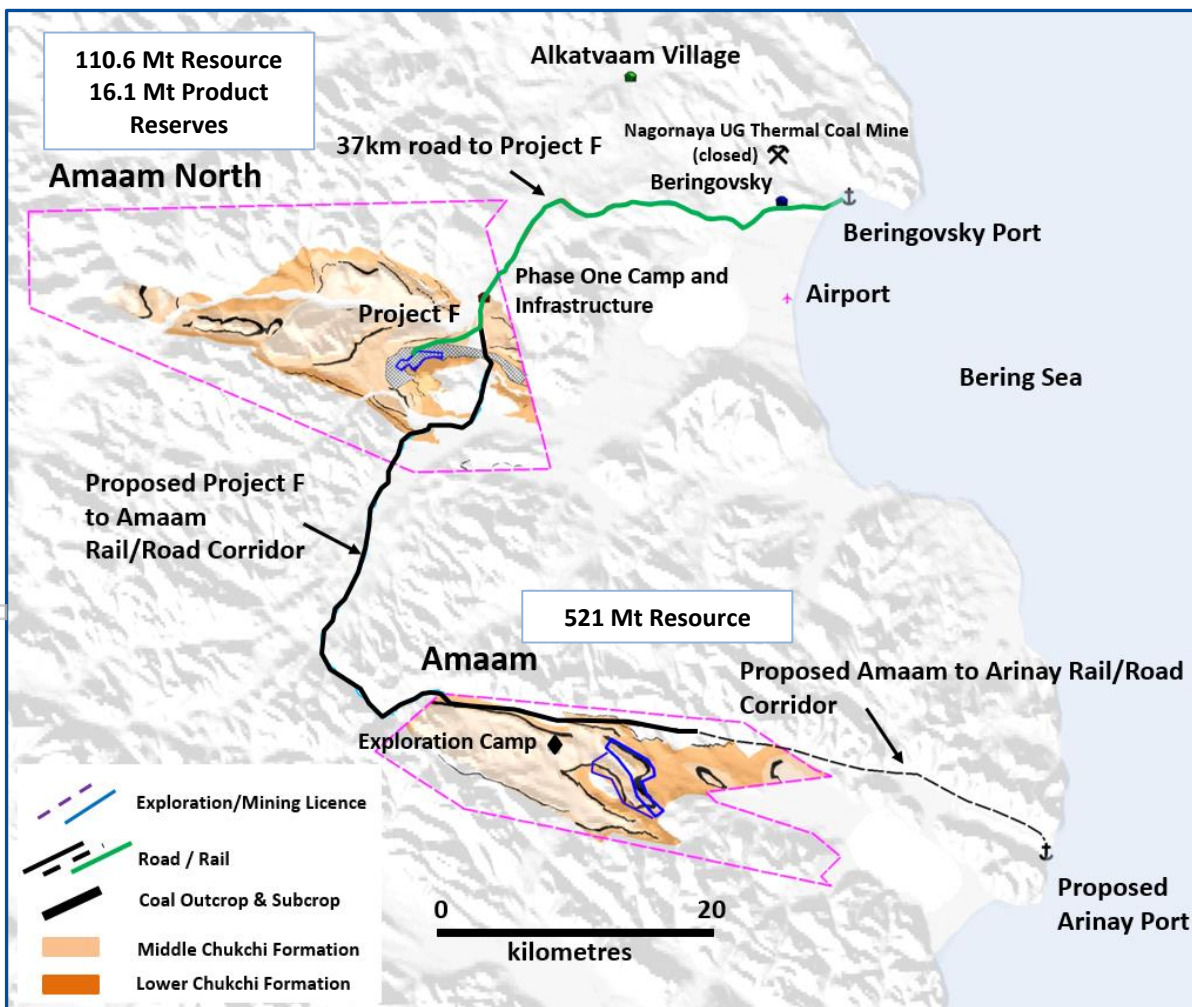 110.6 Mt Resource
16.1 Mt Product
Reserves
Alkatvaam Village
Nagornaya UG Thermal Coal Mine
(closed)
37km road to Project F
Beringovsky
Amaam North
Beringovsky Port
Phase One Camp and
Infrastructure
Airport
Project F
Bering Sea
Proposed Project F
to Amaam
Rail/Road Corridor
521 Mt Resource
Amaam
Proposed Amaam to Arinay Rail/Road
Corridor
Exploration Camp
Exploration/Mining Licence
Road / Rail
Coal Outcrop & Subcrop
Middle Chukchi Formation
Lower Chukchi Formation
0 20
kilometres
Proposed
Arinay Port